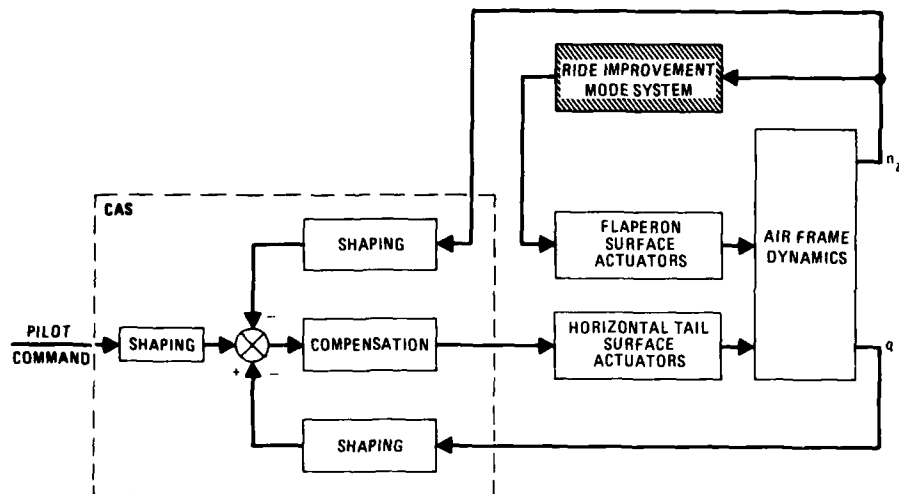 RIDE IMPROVEMENT
MODE SYSTEM
n
CAS
SHAPING
FLAPERON
SURFACE
ACTUATORS
AIR FRAME
DYNAMICS
PILOT
COMMAND
SHAPING
−
+
−
COMPENSATION
HORIZONTAL TAIL
SURFACE
ACTUATORS
q
SHAPING